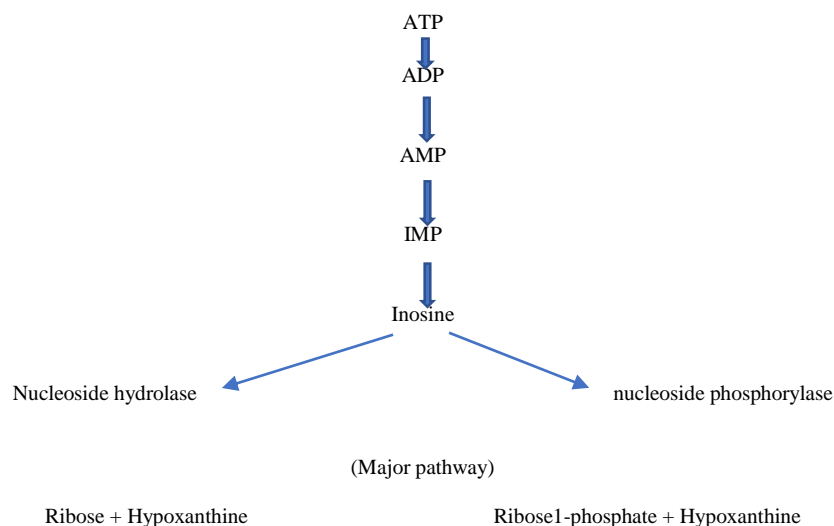 ATP
ADP
AMP
IMP
Inosine
Nucleoside hydrolase nucleoside phosphorylase
(Major pathway)
Ribose + Hypoxanthine Ribose1-phosphate + Hypoxanthine